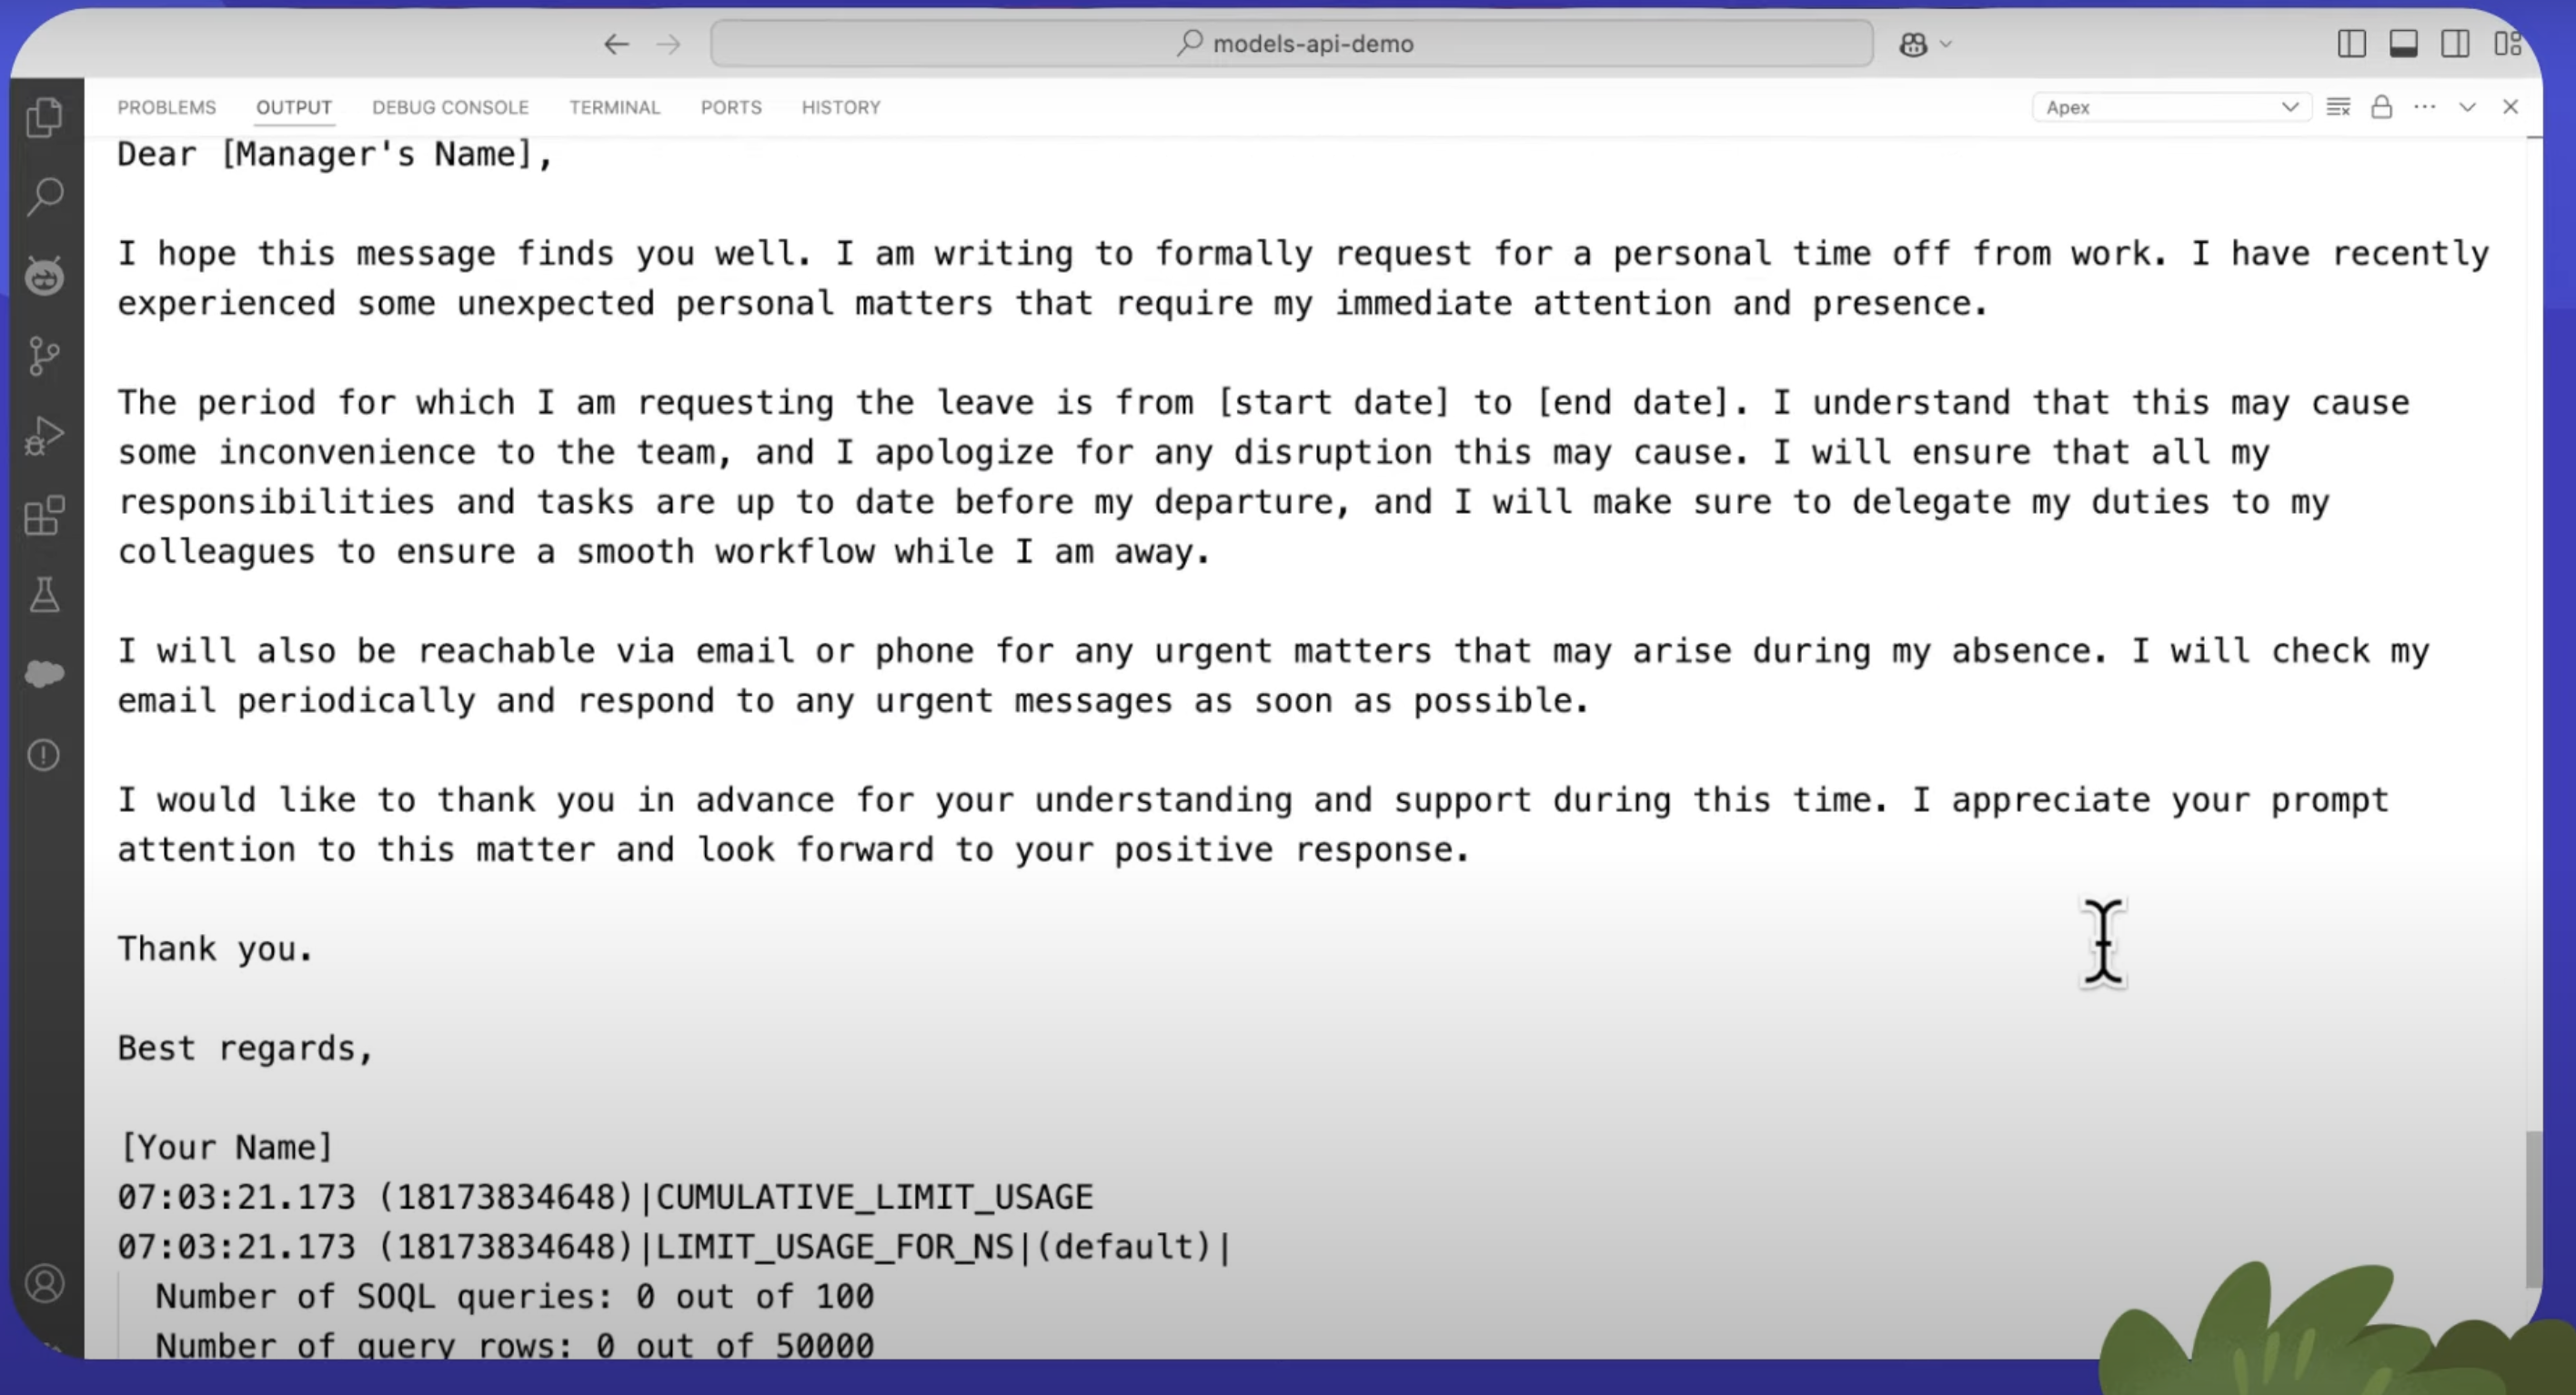 models-api-demo
PROBLEMS OUTPUT DEBUG CONSOLE TERMINAL PORTS HISTORY Apex
Dear [Manager's Name],
I hope this message finds you well. I am writing to formally request for a personal time off from work. I have recently
experienced some unexpected personal matters that require my immediate attention and presence.
The period for which I am requesting the leave is from [start date] to [end date]. I understand that this may cause
some inconvenience to the team, and I apologize for any disruption this may cause. I will ensure that all my
responsibilities and tasks are up to date before my departure, and I will make sure to delegate my duties to my
colleagues to ensure a smooth workflow while I am away.
I will also be reachable via email or phone for any urgent matters that may arise during my absence. I will check my
email periodically and respond to any urgent messages as soon as possible.
I would like to thank you in advance for your understanding and support during this time. I appreciate your prompt
attention to this matter and look forward to your positive response.
Thank you.
Best regards,
[Your Name]
07:03:21.173 (18173834648)|CUMULATIVE_LIMIT_USAGE
07:03:21.173 (18173834648)|LIMIT_USAGE_FOR_NS|(default)|
Number of SOQL queries: 0 out of 100
Number of query rows: 0 out of 50000